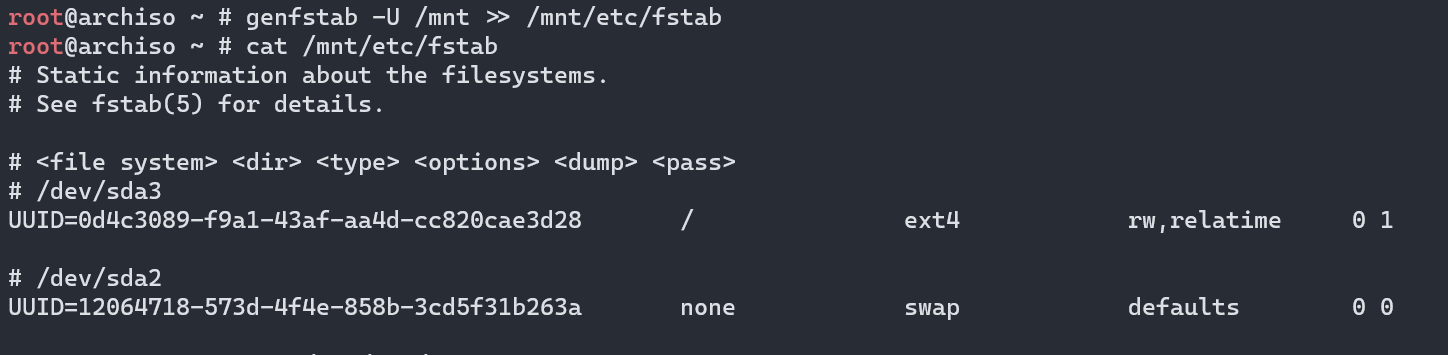 root@archiso ~ # genfstab -U /mnt >> /mnt/etc/fstab
root@archiso ~ # cat /mnt/etc/fstab
# Static information about the filesystems.
# See fstab(5) for details.
# <file system> <dir> <type> <options> <dump> <pass>
# /dev/sda3
UUID=0d4c3089-f9a1-43af-aa4d-cc820cae3d28 / ext4 rw,relatime 0 1
# /dev/sda2
UUID=12064718-573d-4f4e-858b-3cd5f31b263a none swap defaults 0 0